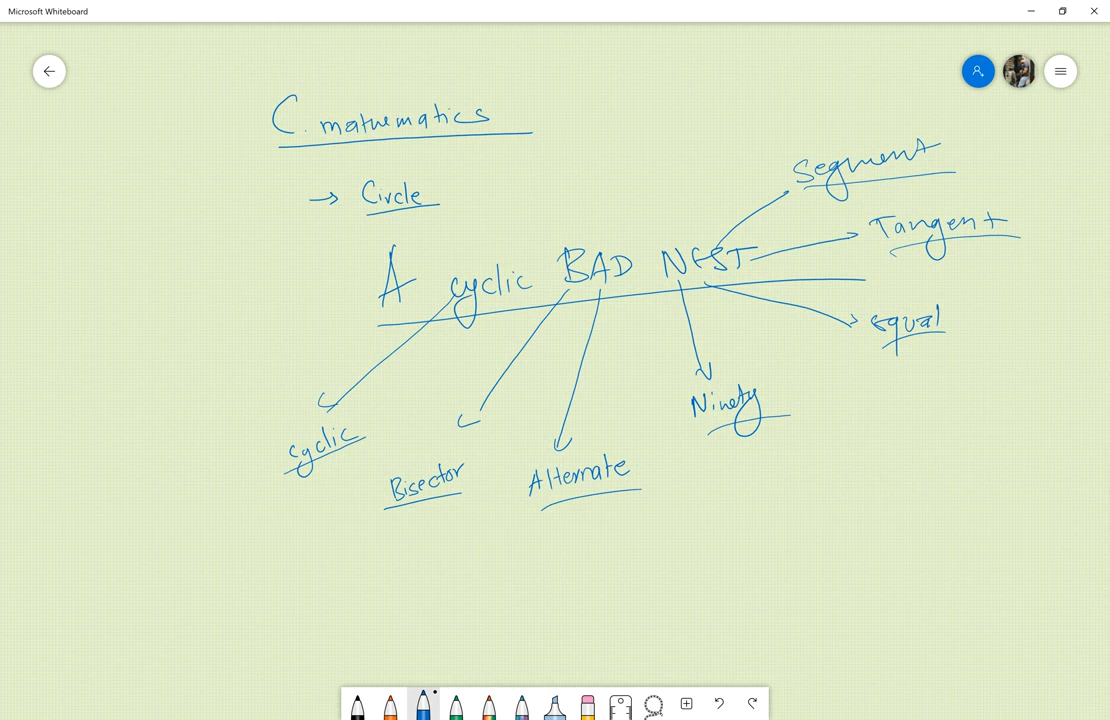 Microsoft Whiteboard
C. mathematics
→ Circle
A cyclic BAD NEST
Segment
Tangent
equal
Ninety
cyclic
Bisector
Alternate